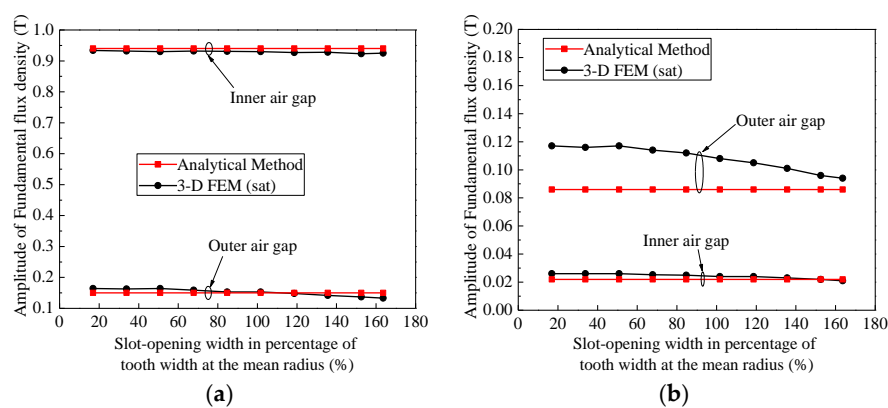 Amplitude of Fundamental flux density (T)
1.0
0.9
0.8
0.7
0.6
0.5
0.4
0.3
0.2
0.1
Inner air gap
Analytical Method
3-D FEM (sat)
Outer air gap
0 20 40 60 80 100 120 140 160 180
Slot-opening width in percentage of
tooth width at the mean radius (%)
(a)
Amplitude of Fundamental flux density (T)
0.20
0.18
0.16
0.14
0.12
0.10
0.08
0.06
0.04
0.02
0.00
Analytical Method
3-D FEM (sat)
Outer air gap
Inner air gap
0 20 40 60 80 100 120 140 160 180
Slot-opening width in percentage of
tooth width at the mean radius (%)
(b)